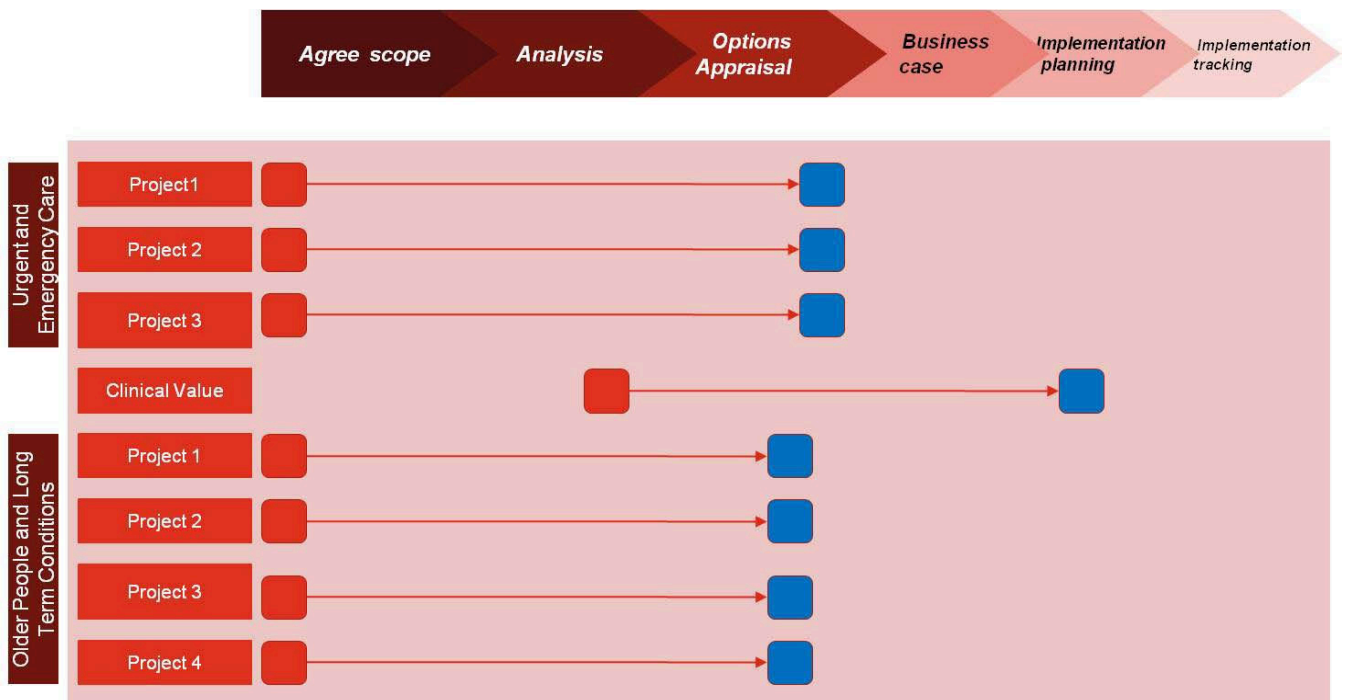 Agree scope
Analysis
Options
Appraisal
Business
case
Implementation
planning
Implementation
tracking
Urgent and
Emergency Care
Project1
Project 2
Project 3
Clinical Value
Older People and Long
Term Conditions
Project 1
Project 2
Project 3
Project 4